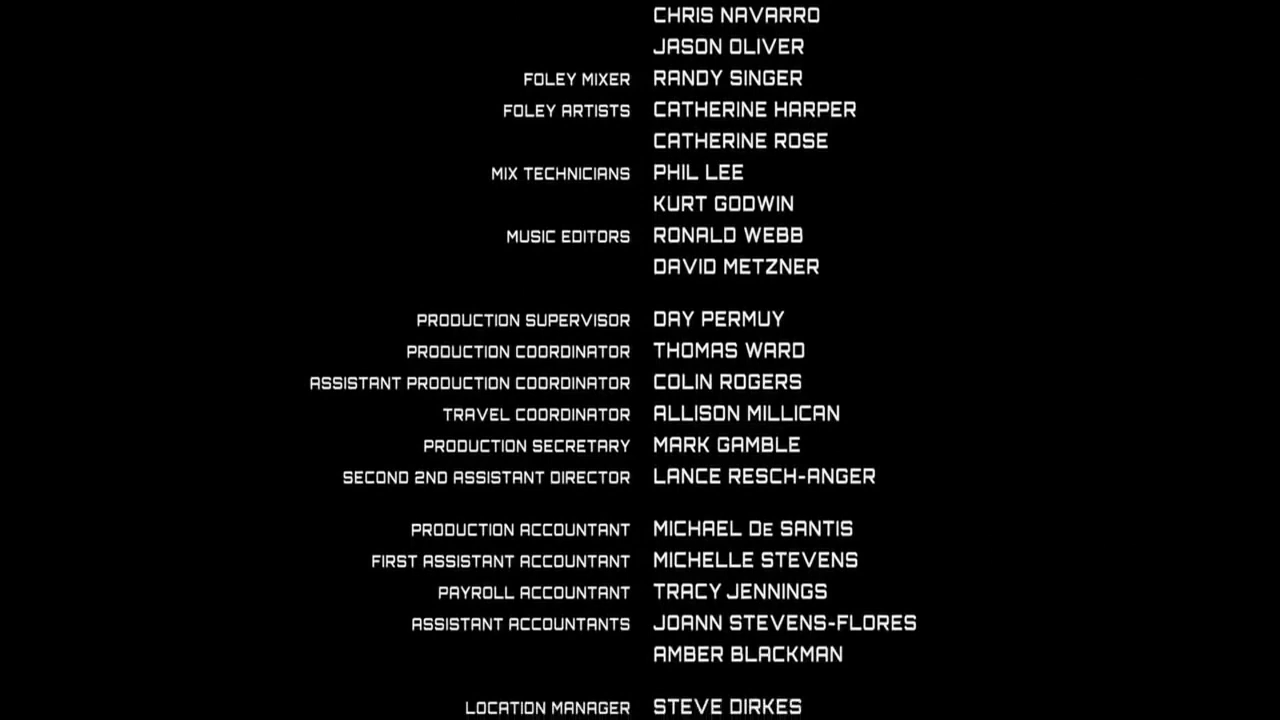 CHRIS NAVARRO
JASON OLIVER
FOLEY MIXER RANDY SINGER
FOLEY ARTISTS CATHERINE HARPER
CATHERINE ROSE
MIX TECHNICIANS PHIL LEE
KURT GODWIN
MUSIC EDITORS RONALD WEBB
DAVID METZNER
PRODUCTION SUPERVISOR DAY PERMUY
PRODUCTION COORDINATOR THOMAS WARD
ASSISTANT PRODUCTION COORDINATOR COLIN ROGERS
TRAVEL COORDINATOR ALLISON MILLICAN
PRODUCTION SECRETARY MARK GAMBLE
SECOND 2ND ASSISTANT DIRECTOR LANCE RESCH-ANGER
PRODUCTION ACCOUNTANT MICHAEL De SANTIS
FIRST ASSISTANT ACCOUNTANT MICHELLE STEVENS
PAYROLL ACCOUNTANT TRACY JENNINGS
ASSISTANT ACCOUNTANTS JOANN STEVENS-FLORES
AMBER BLACKMAN
LOCATION MANAGER STEVE DIRKES